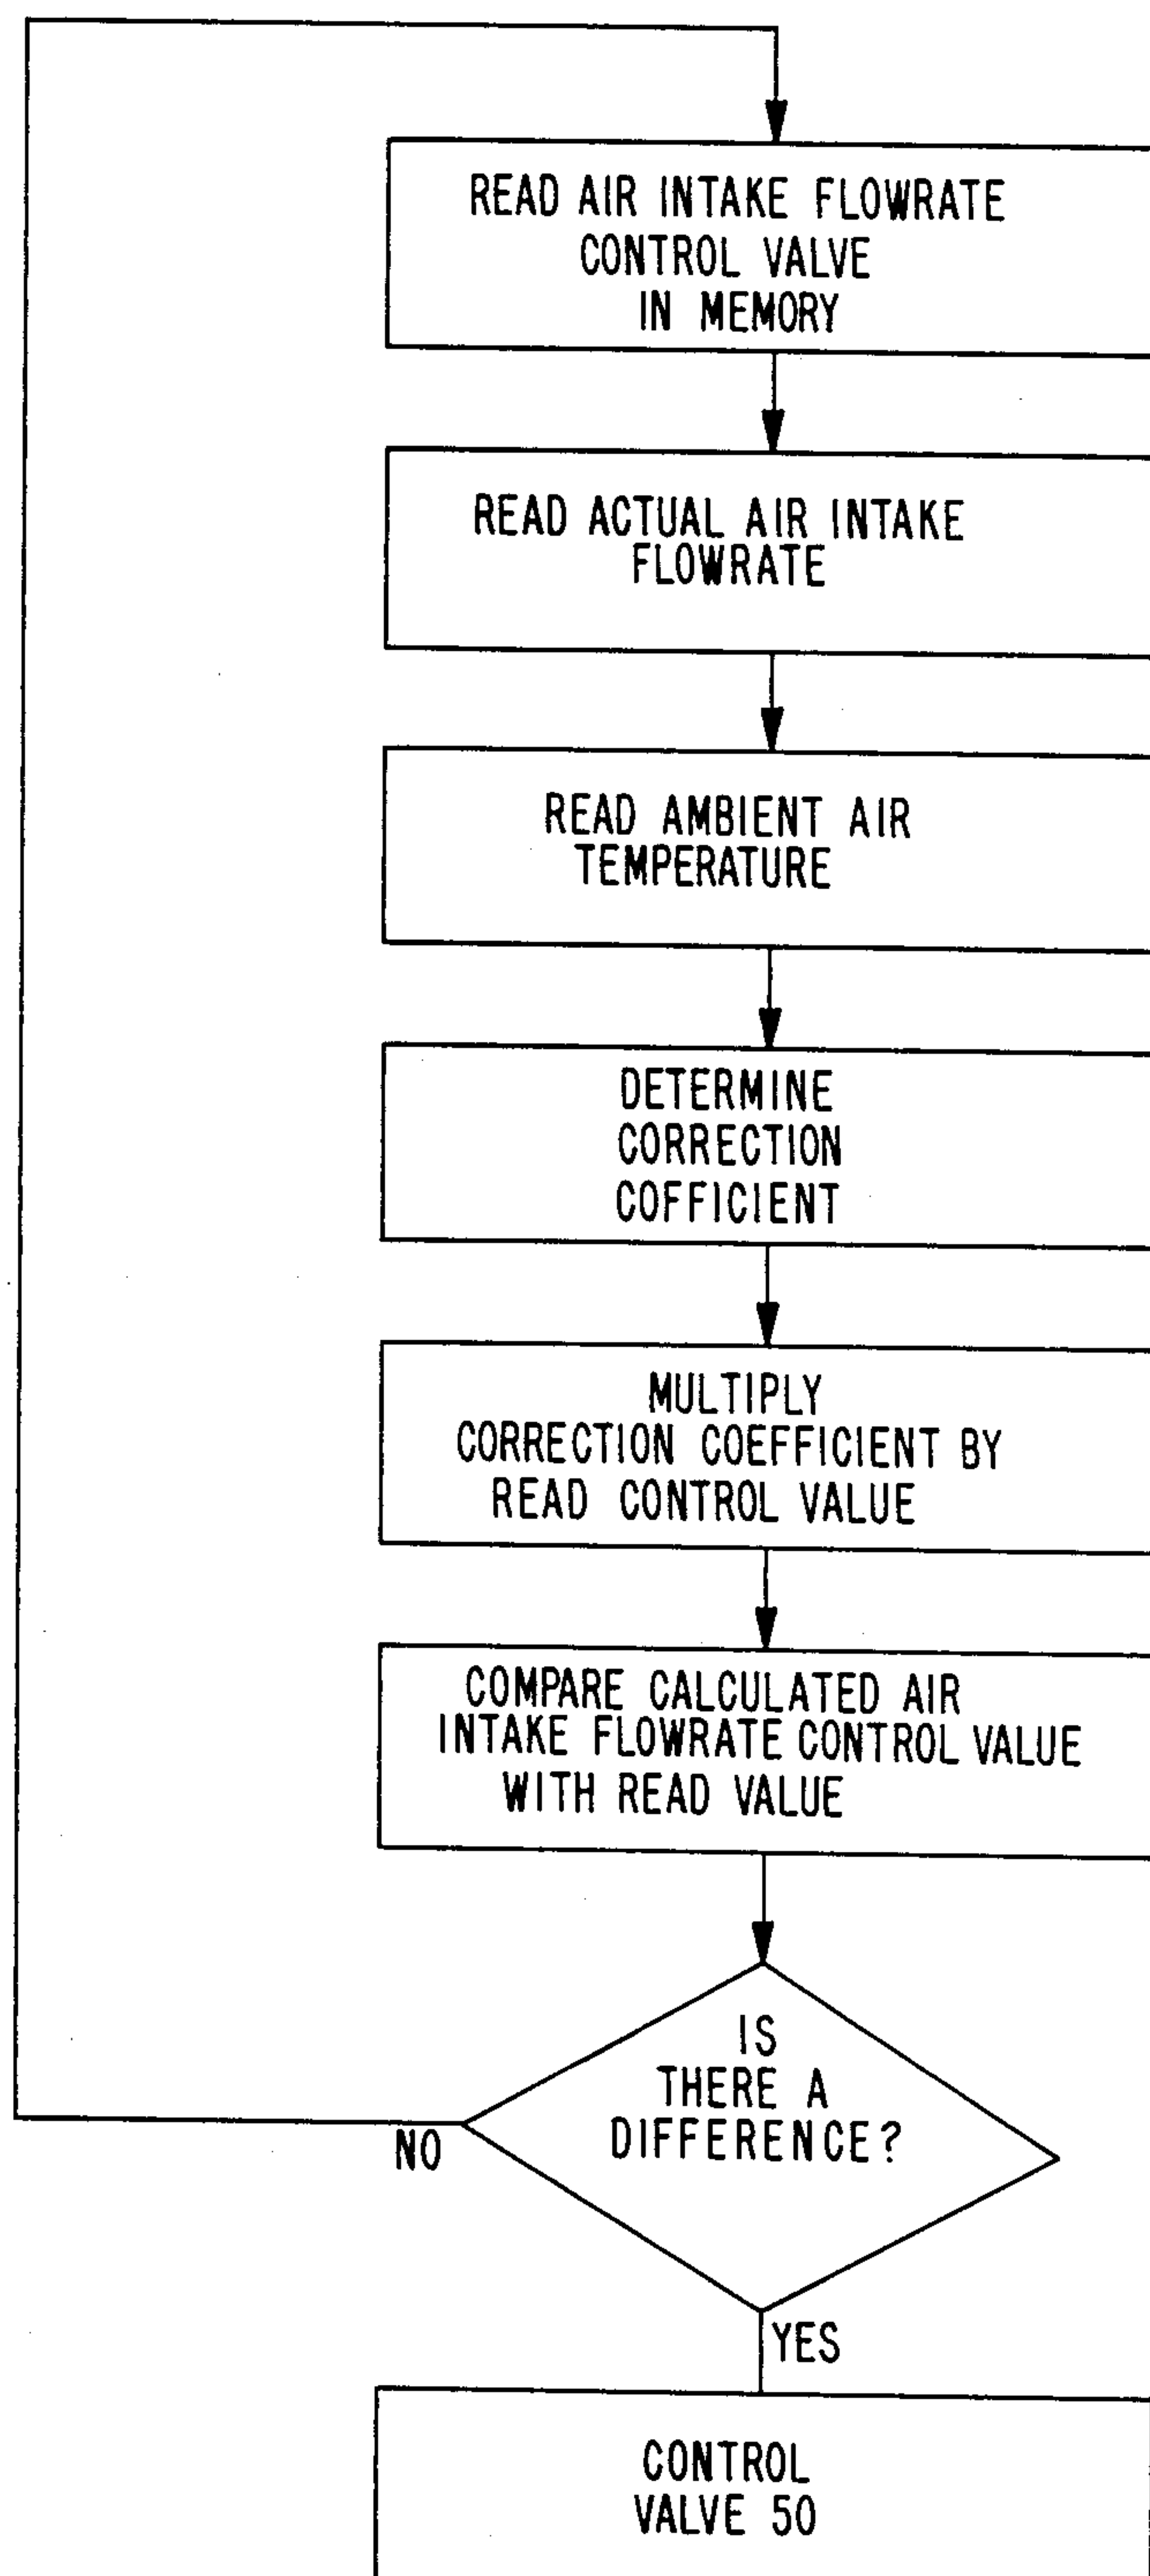 READ AIR INTAKE FLOWRATE
CONTROL VALVE
IN MEMORY
READ ACTUAL AIR INTAKE
FLOWRATE
READ AMBIENT AIR
TEMPERATURE
DETERMINE
CORRECTION
COFFICIENT
MULTIPLY
CORRECTION COEFFICIENT BY
READ CONTROL VALUE
COMPARE CALCULATED AIR
INTAKE FLOWRATE CONTROL VALUE
WITH READ VALUE
IS
THERE A
DIFFERENCE?
NO
YES
CONTROL
VALVE 50